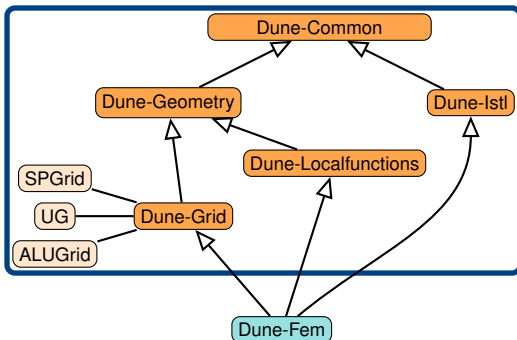 Dune-Common
Dune-Geometry
Dune-Istl
Dune-Localfunctions
SPGrid
UG
Dune-Grid
ALUGrid
Dune-Fem